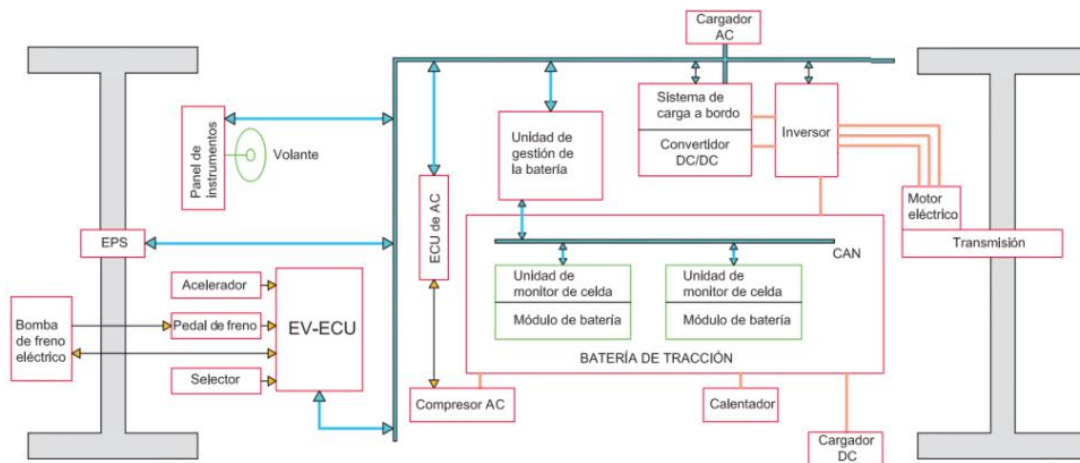 Cargador
AC
Sistema de
carga a bordo
Convertidor
DC/DC
Inversor
Panel de
instrumentos
Volante
Unidad de
gestión de
la batería
ECU de AC
Motor
eléctrico
Transmisión
EPS
CAN
Unidad de
monitor de celda
Módulo de batería
Unidad de
monitor de celda
Módulo de batería
BATERÍA DE TRACCIÓN
Acelerador
Bomba
de freno
eléctrico
Pedal de freno
EV-ECU
Selector
Compresor AC
Calentador
Cargador
DC